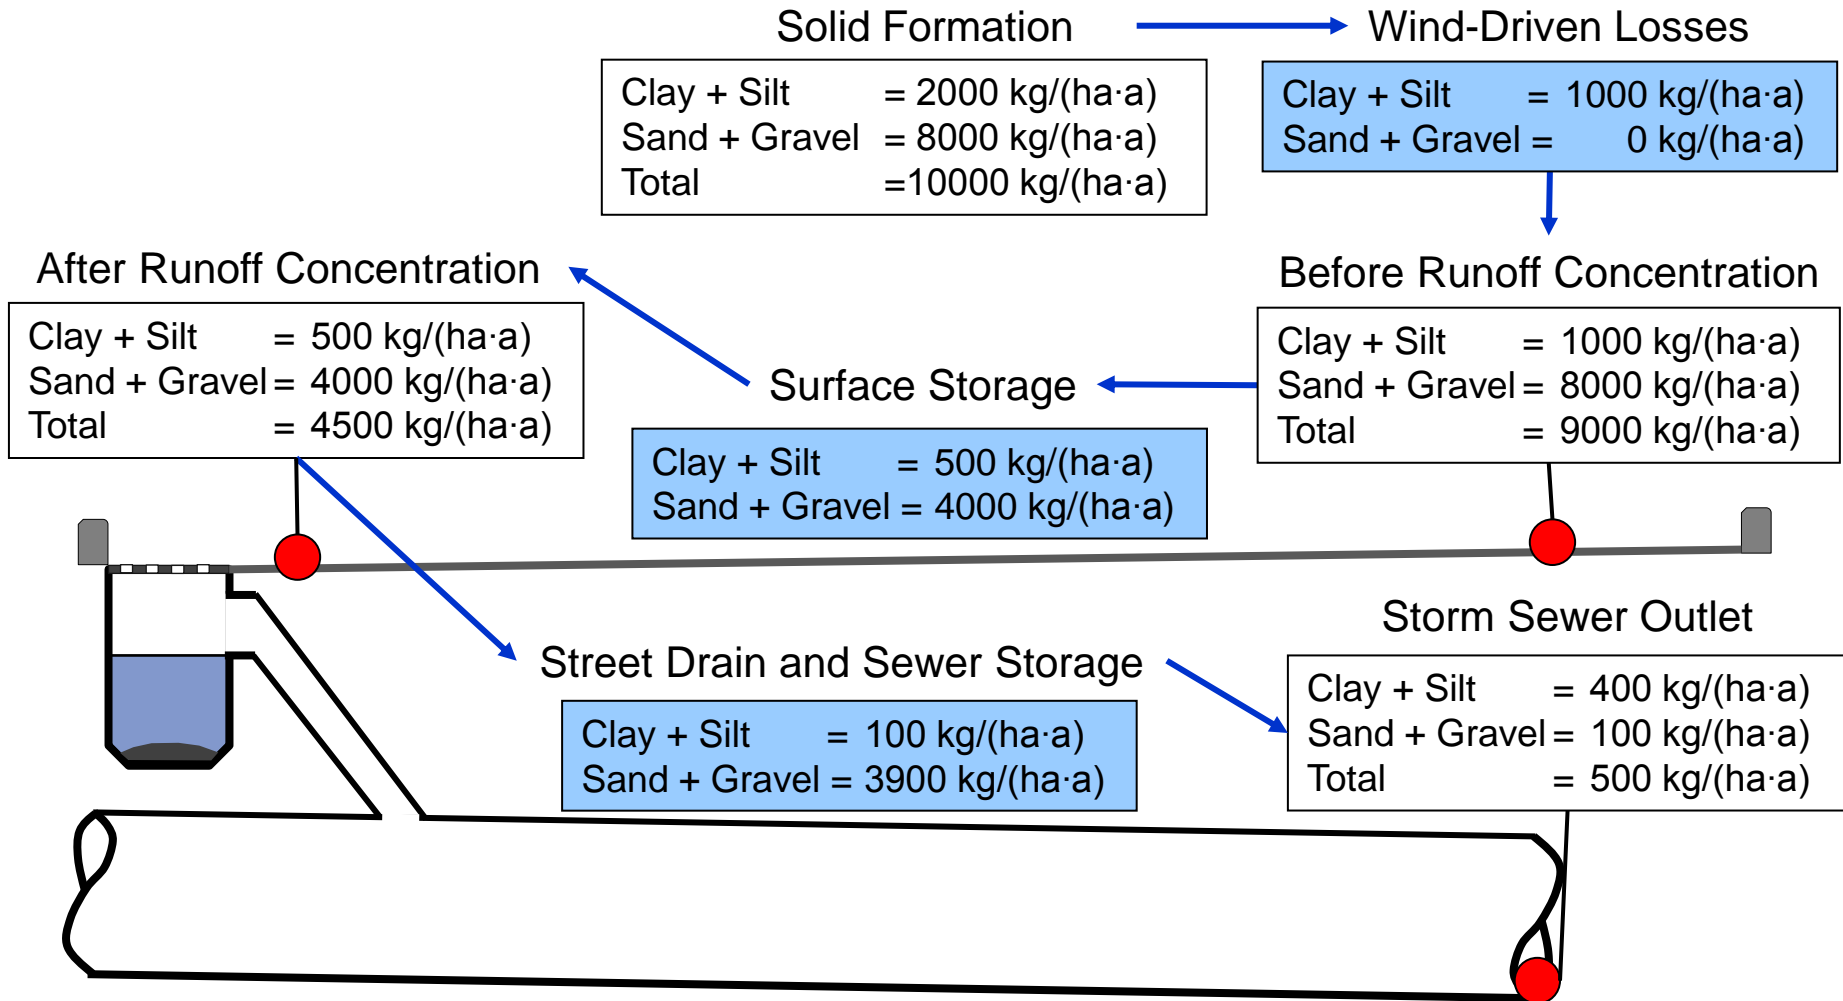 Solid Formation
Clay + Silt = 2000 kg/(ha·a)
Sand + Gravel = 8000 kg/(ha·a)
Total =10000 kg/(ha·a)
Wind-Driven Losses
Clay + Silt = 1000 kg/(ha·a)
Sand + Gravel = 0 kg/(ha·a)
Before Runoff Concentration
Clay + Silt = 1000 kg/(ha·a)
Sand + Gravel = 8000 kg/(ha·a)
Total = 9000 kg/(ha·a)
Surface Storage
Clay + Silt = 500 kg/(ha·a)
Sand + Gravel = 4000 kg/(ha·a)
After Runoff Concentration
Clay + Silt = 500 kg/(ha·a)
Sand + Gravel = 4000 kg/(ha·a)
Total = 4500 kg/(ha·a)
Street Drain and Sewer Storage
Clay + Silt = 100 kg/(ha·a)
Sand + Gravel = 3900 kg/(ha·a)
Storm Sewer Outlet
Clay + Silt = 400 kg/(ha·a)
Sand + Gravel = 100 kg/(ha·a)
Total = 500 kg/(ha·a)